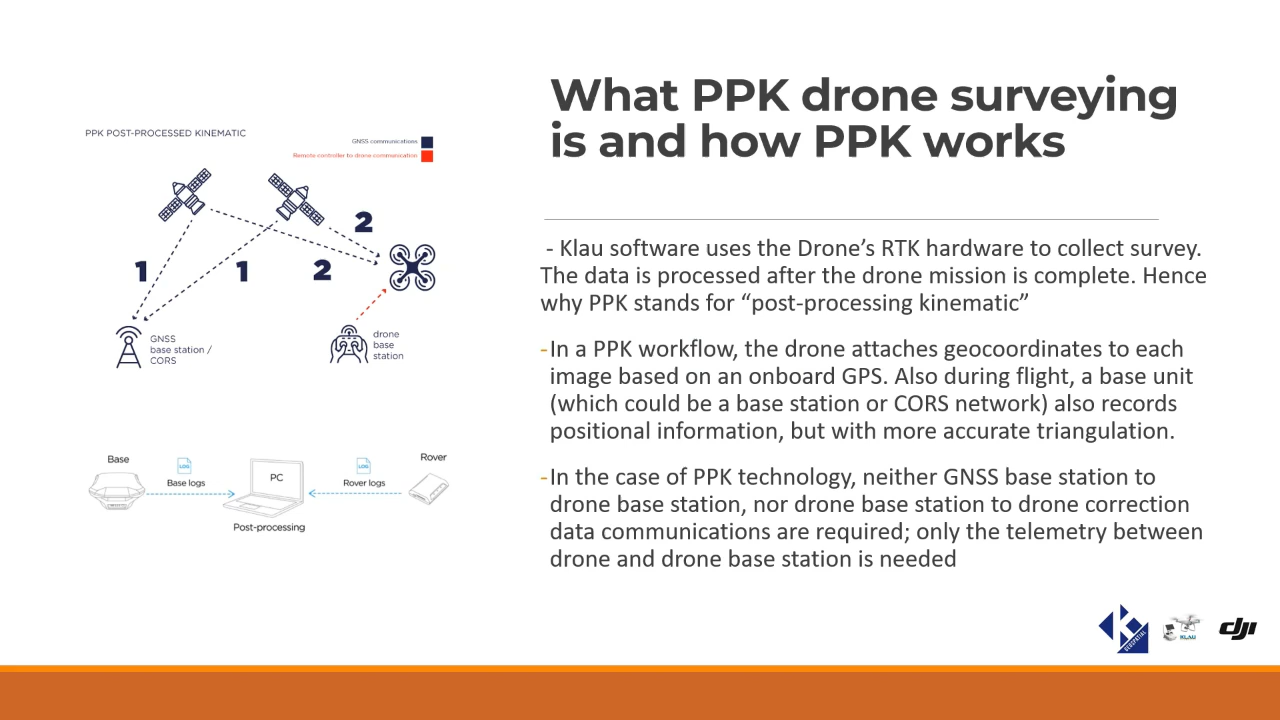 What PPK drone surveying
is and how PPK works
PPK POST-PROCESSED KINEMATIC
GNSS communications
Remote controller to drone communication
2
1
1
2
GNSS
base station /
CORS
drone
base
station
Base
LOG
Base logs
PC
Post-processing
LOG
Rover logs
Rover
- Klau software uses the Drone’s RTK hardware to collect survey.
The data is processed after the drone mission is complete. Hence
why PPK stands for “post-processing kinematic”
-In a PPK workflow, the drone attaches geocoordinates to each
image based on an onboard GPS. Also during flight, a base unit
(which could be a base station or CORS network) also records
positional information, but with more accurate triangulation.
-In the case of PPK technology, neither GNSS base station to
drone base station, nor drone base station to drone correction
data communications are required; only the telemetry between
drone and drone base station is needed
k
GEOSPATIAL
KLAU
dji